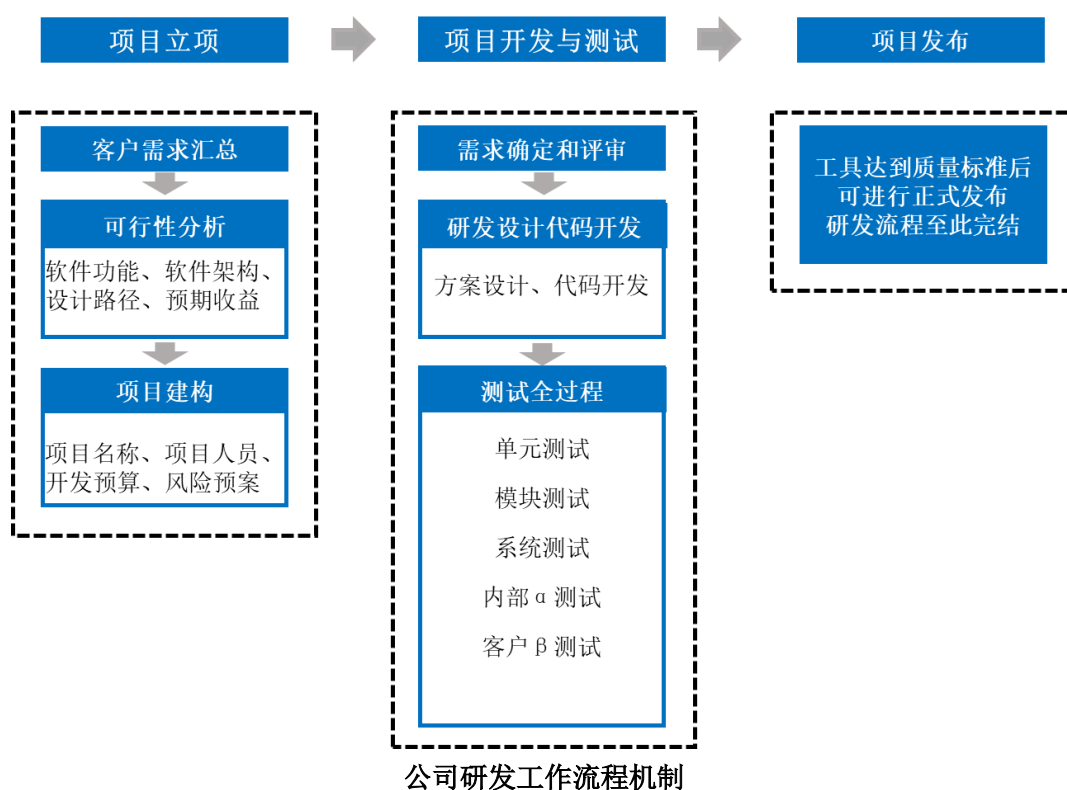 项目立项
项目开发与测试
项目发布
客户需求汇总
可行性分析
软件功能、软件架构、
设计路径、预期收益
项目建构
项目名称、项目人员、
开发预算、风险预案
需求确定和评审
研发设计代码开发
方案设计、代码开发
测试全过程
单元测试
模块测试
系统测试
内部α测试
客户β测试
工具达到质量标准后
可进行正式发布
研发流程至此完结
公司研发工作流程机制